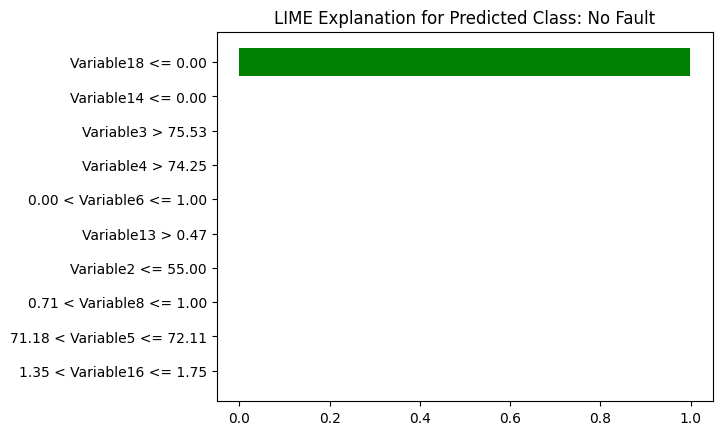 LIME Explanation for Predicted Class: No Fault
Variable18 <= 0.00
Variable14 <= 0.00
Variable3 > 75.53
Variable4 > 74.25
0.00 < Variable6 <= 1.00
Variable13 > 0.47
Variable2 <= 55.00
0.71 < Variable8 <= 1.00
71.18 < Variable5 <= 72.11
1.35 < Variable16 <= 1.75
0.0 0.2 0.4 0.6 0.8 1.0